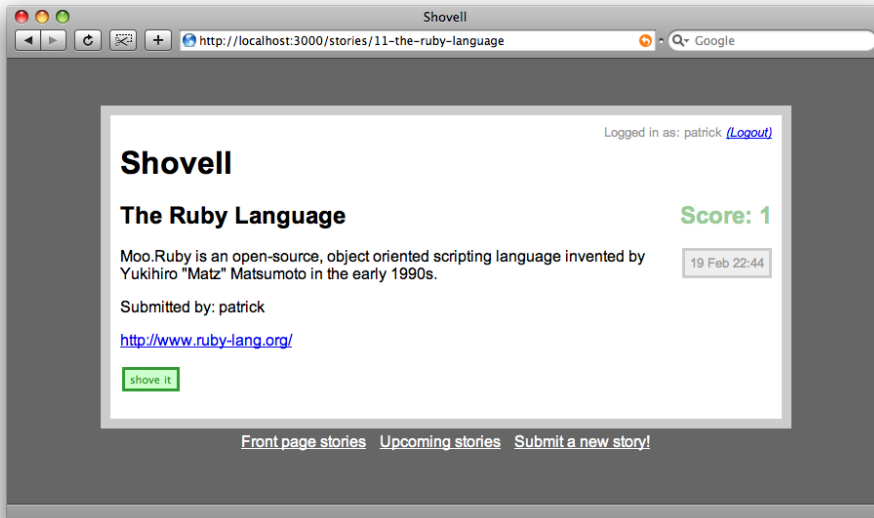 Shovell
http://localhost:3000/stories/11-the-ruby-language
Google
Logged in as: patrick (Logout)
Shovell
The Ruby Language
Score: 1
Moo.Ruby is an open-source, object oriented scripting language invented by
Yukihiro "Matz" Matsumoto in the early 1990s.
19 Feb 22:44
Submitted by: patrick
http://www.ruby-lang.org/
shove it
Front page stories Upcoming stories Submit a new story!